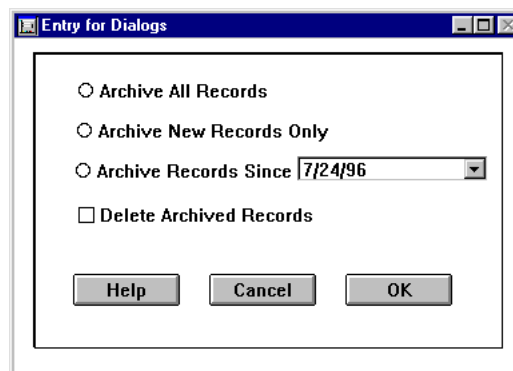 Entry for Dialogs
Archive All Records
Archive New Records Only
Archive Records Since 7/24/96
Delete Archived Records
Help Cancel OK